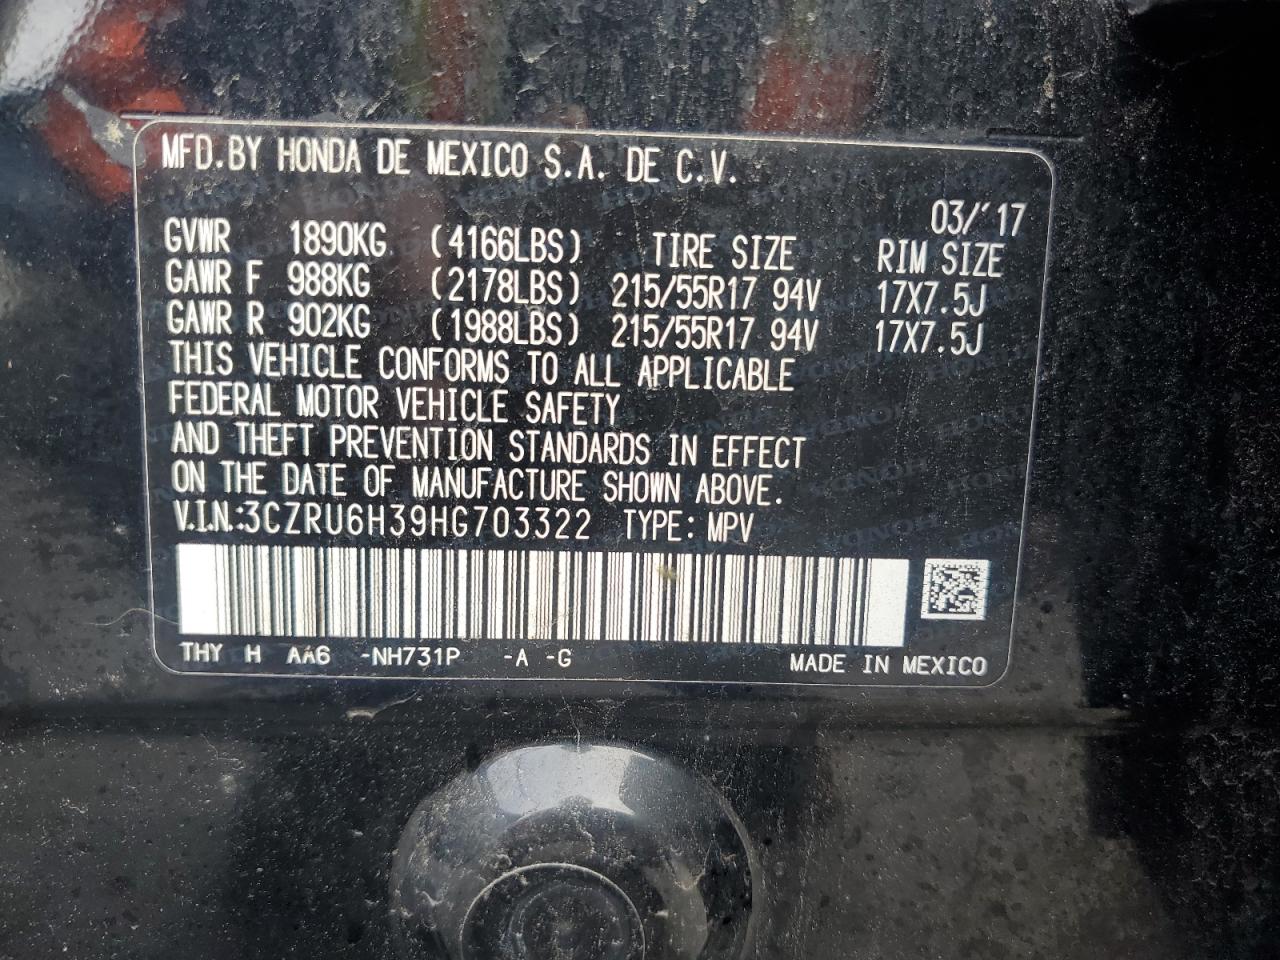 MFD.BY HONDA DE MEXICO S.A. DE C.V.
03/'17
GVWR 1890KG (4166LBS) TIRE SIZE RIM SIZE
GAWR F 988KG (2178LBS) 215/55R17 94V 17X7.5J
GAWR R 902KG (1988LBS) 215/55R17 94V 17X7.5J
THIS VEHICLE CONFORMS TO ALL APPLICABLE
FEDERAL MOTOR VEHICLE SAFETY
AND THEFT PREVENTION STANDARDS IN EFFECT
ON THE DATE OF MANUFACTURE SHOWN ABOVE.
V.I.N.:3CZRU6H39HG703322 TYPE: MPV
THY H AA6 -NH731P -A -G MADE IN MEXICO